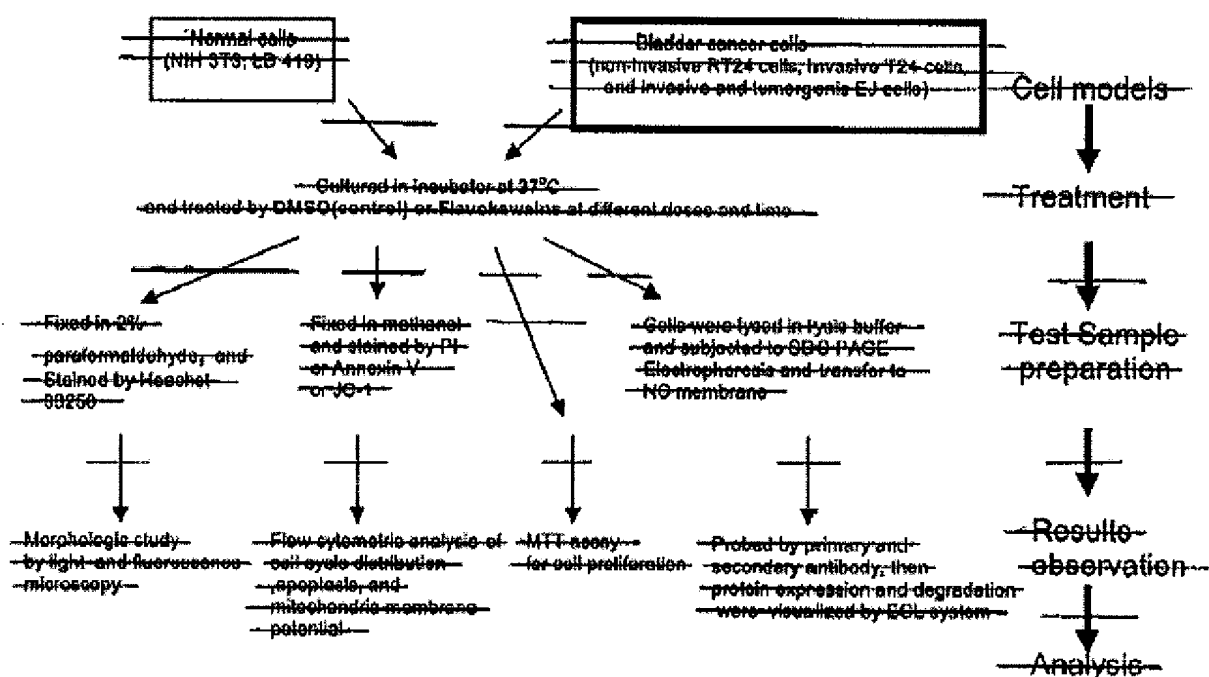 Normal cells
(NIH 3T3, LD 419)
Bladder cancer cells
(non-invasive RT24 cells, Invasive T24 cells,
and invasive and tumorgenic EJ cells)
Cell models
Cultured in incubator at 37°C
and treated by DMSO(control) or Flavokawains at different doses and time
Treatment
Fixed in 2%
paraformaldehyde, and
Stained by Hoechst
33250
Fixed in methanol
and stained by PI
or Annexin V
or JC-1
Cells were lysed in lysis buffer
and subjected to SDS PAGE
Electrophoresis and transfer to
NC membrane
Test Sample
preparation
Morphologic study
by light and fluorescence
microscopy
Flow cytometric analysis of
cell cycle distribution
,apoptosis, and
mitochondria membrane
potential
MTT assay
for cell proliferation
Probed by primary and
secondary antibody, then
protein expression and degradation
were visualized by ECL system
Results
observation
Analysis